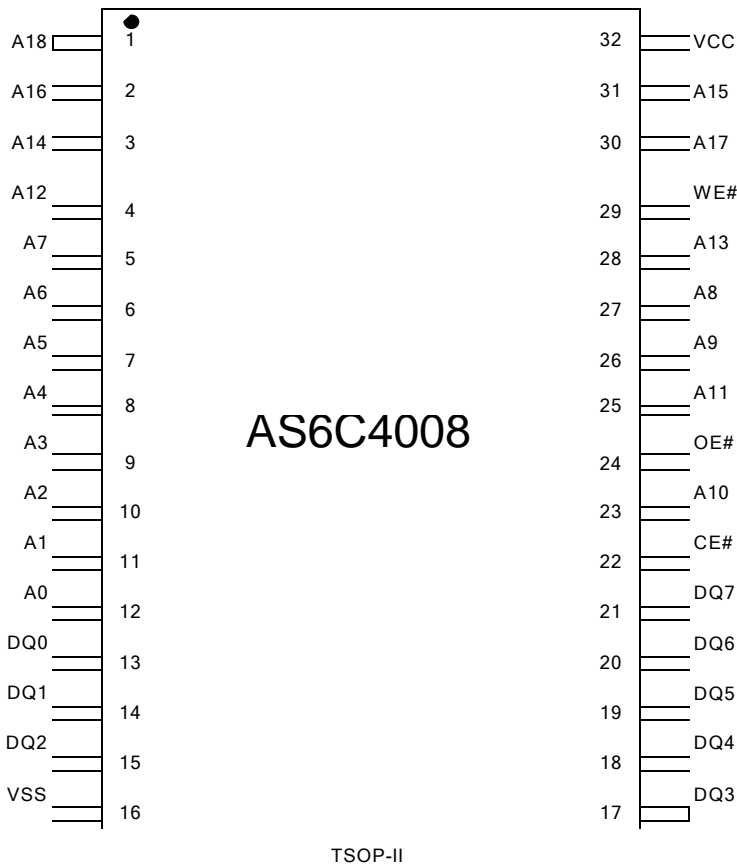 A18 1 32 VCC
A16 2 31 A15
A14 3 30 A17
A12 4 29 WE#
A7 5 28 A13
A6 6 27 A8
A5 7 26 A9
A4 8 25 A11
AS6C4008
A3 9 24 OE#
A2 10 23 A10
A1 11 22 CE#
A0 12 21 DQ7
DQ0 13 20 DQ6
DQ1 14 19 DQ5
DQ2 15 18 DQ4
VSS 16 17 DQ3
TSOP-II